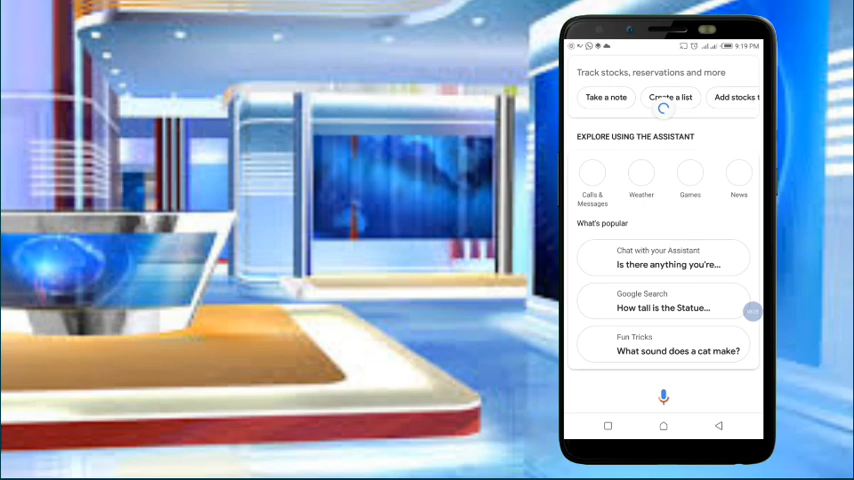 9:19 PM
Track stocks, reservations and more
Take a note
Create a list
Add stocks t
EXPLORE USING THE ASSISTANT
Calls &
Messages
Weather
Games
News
What's popular
Chat with your Assistant
Is there anything you're...
Google Search
How tall is the Statue...
Fun Tricks
What sound does a cat make?